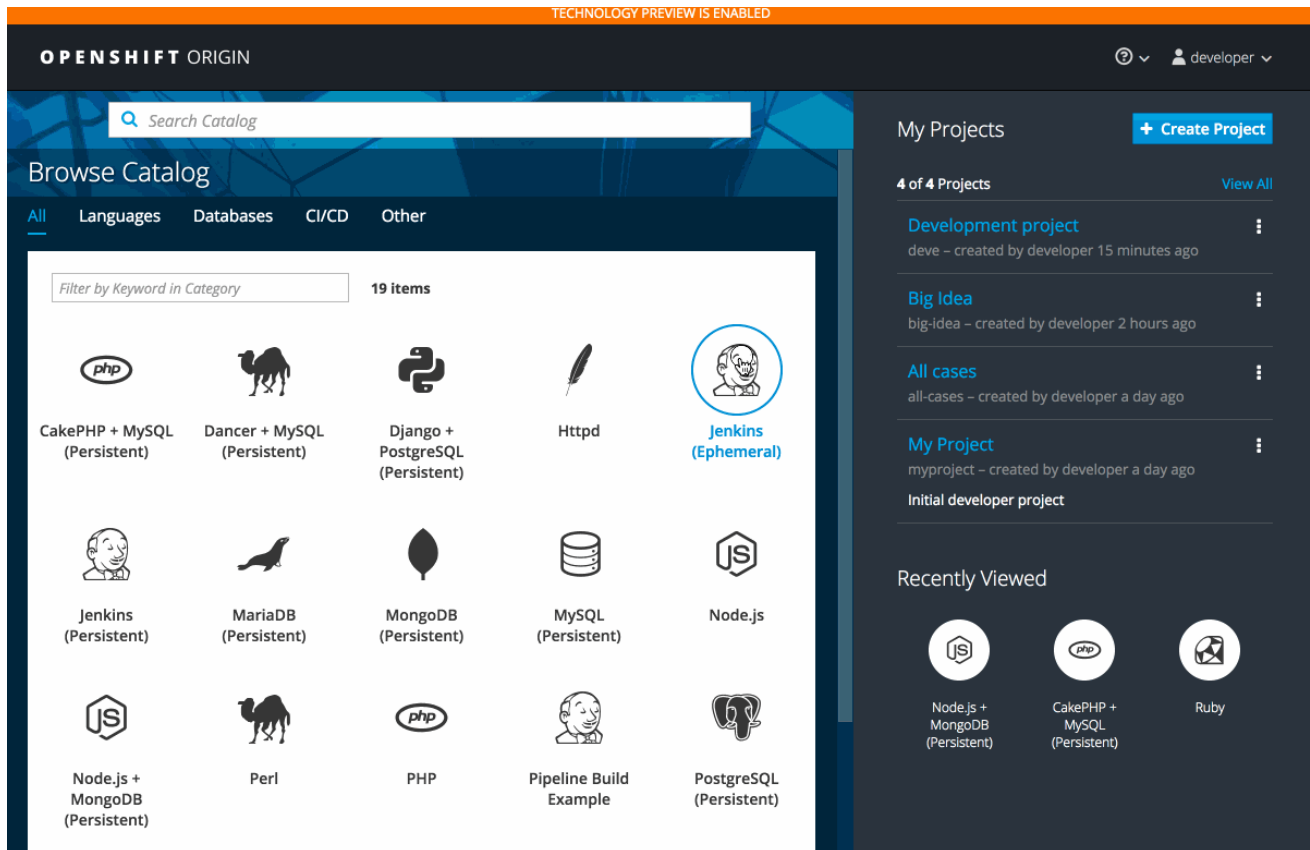 TECHNOLOGY PREVIEW IS ENABLED
OPENSHIFT ORIGIN
developer
Search Catalog
Browse Catalog
All Languages Databases CI/CD Other
Filter by Keyword in Category
19 items
php
CakePHP + MySQL
(Persistent)
Dancer + MySQL
(Persistent)
Django +
PostgreSQL
(Persistent)
Httpd
Jenkins
(Ephemeral)
Jenkins
(Persistent)
MariaDB
(Persistent)
MongoDB
(Persistent)
MySQL
(Persistent)
JS
Node.js
JS
Node.js +
MongoDB
(Persistent)
Perl
php
PHP
Pipeline Build
Example
PostgreSQL
(Persistent)
My Projects
+ Create Project
4 of 4 Projects
View All
Development project
deve – created by developer 15 minutes ago
Big Idea
big-idea – created by developer 2 hours ago
All cases
all-cases – created by developer a day ago
My Project
myproject – created by developer a day ago
Initial developer project
Recently Viewed
JS
Node.js +
MongoDB
(Persistent)
php
CakePHP +
MySQL
(Persistent)
Ruby